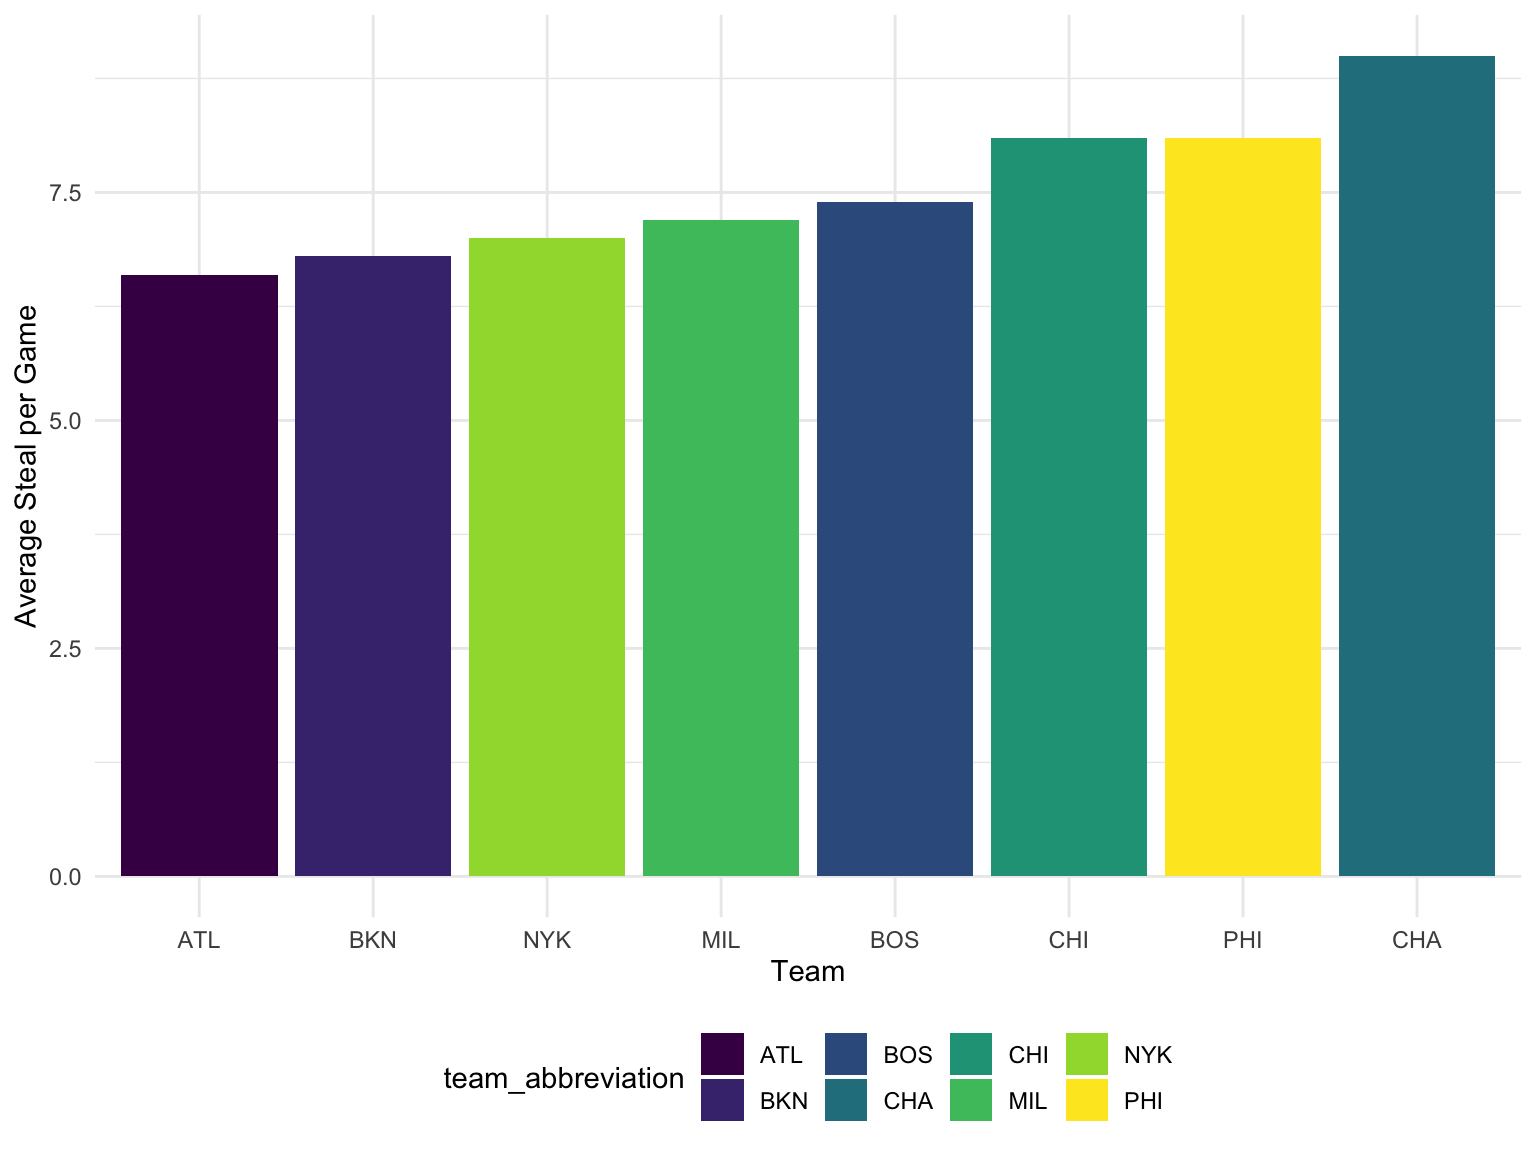 Average Steal per Game
7.5
5.0
2.5
0.0
ATL BKN NYK MIL BOS CHI PHI CHA
Team
team_abbreviation
ATL BOS CHI NYK
BKN CHA MIL PHI